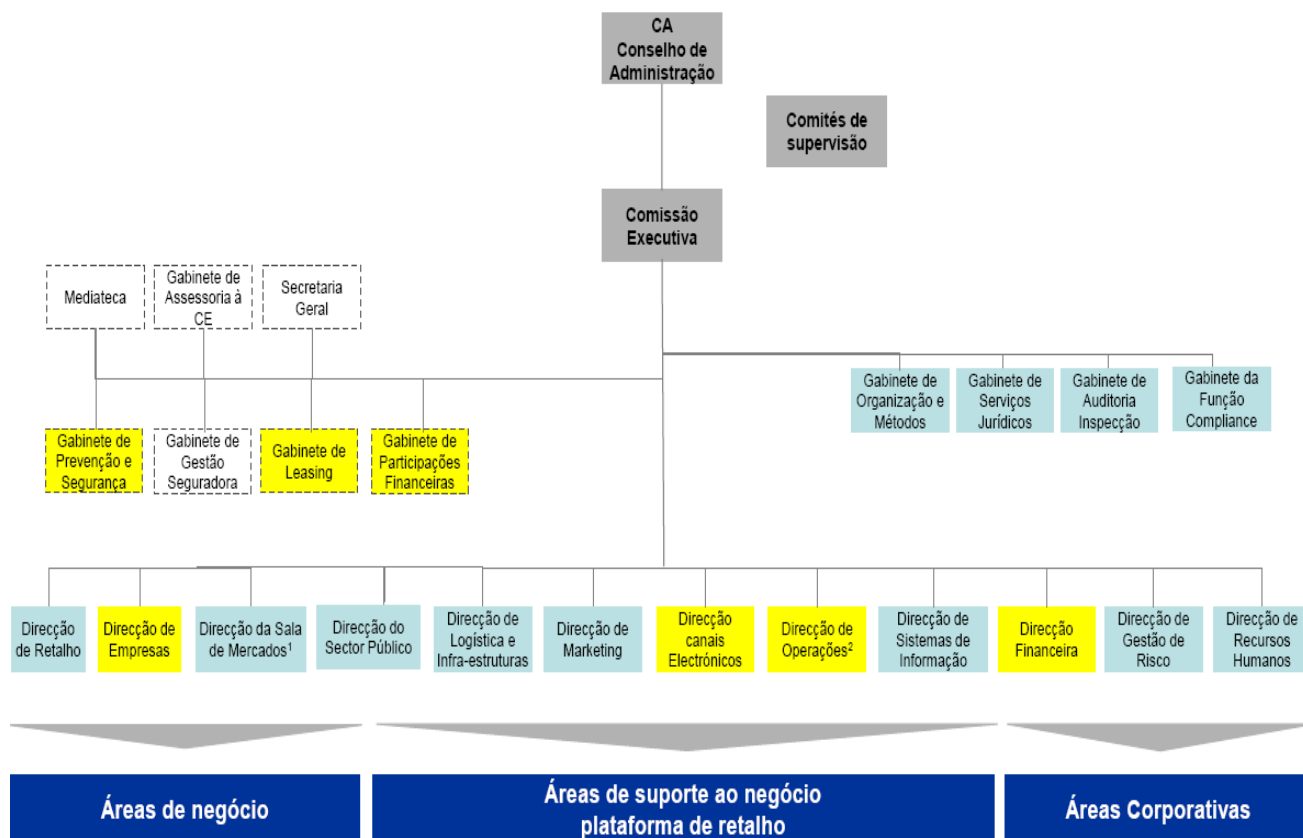 CA
Conselho de
Administração
Comités de
supervisão
Comissão
Executiva
Mediateca
Gabinete de
Assessoria à
CE
Secretaria
Geral
Gabinete de
Organização e
Métodos
Gabinete de
Serviços
Jurídicos
Gabinete de
Auditoria
Inspecção
Gabinete da
Função
Compliance
Gabinete de
Prevenção e
Segurança
Gabinete de
Gestão
Seguradora
Gabinete de
Leasing
Gabinete de
Participações
Financeiras
Direcção
de Retalho
Direcção de
Empresas
Direcção da Sala
de Mercados¹
Direcção do
Sector Público
Direcção de
Logística e
Infra-estruturas
Direcção de
Marketing
Direcção
canais
Electrónicos
Direcção de
Operações²
Direcção de
Sistemas de
Informação
Direcção
Financeira
Direcção de
Gestão de
Risco
Direcção de
Recursos
Humanos
Áreas de negócio
Áreas de suporte ao negócio
plataforma de retalho
Áreas Corporativas